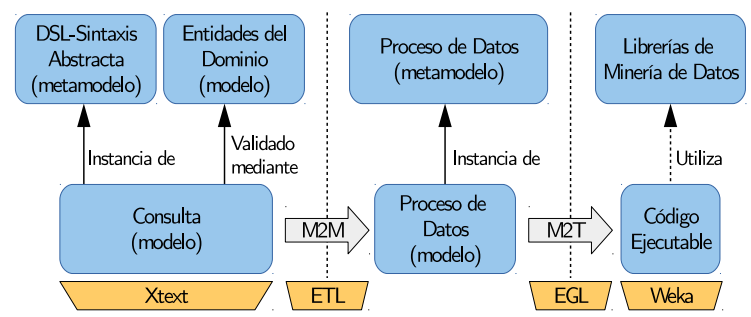 DSL-Sintaxis
Abstracta
(metamodelo)
Entidades del
Dominio
(modelo)
Proceso de Datos
(metamodelo)
Librerías de
Minería de Datos
Instancia de
Validado
mediante
Instancia de
Utiliza
Consulta
(modelo)
M2M
Proceso de
Datos
(modelo)
M2T
Código
Ejecutable
Xtext
ETL
EGL
Weka